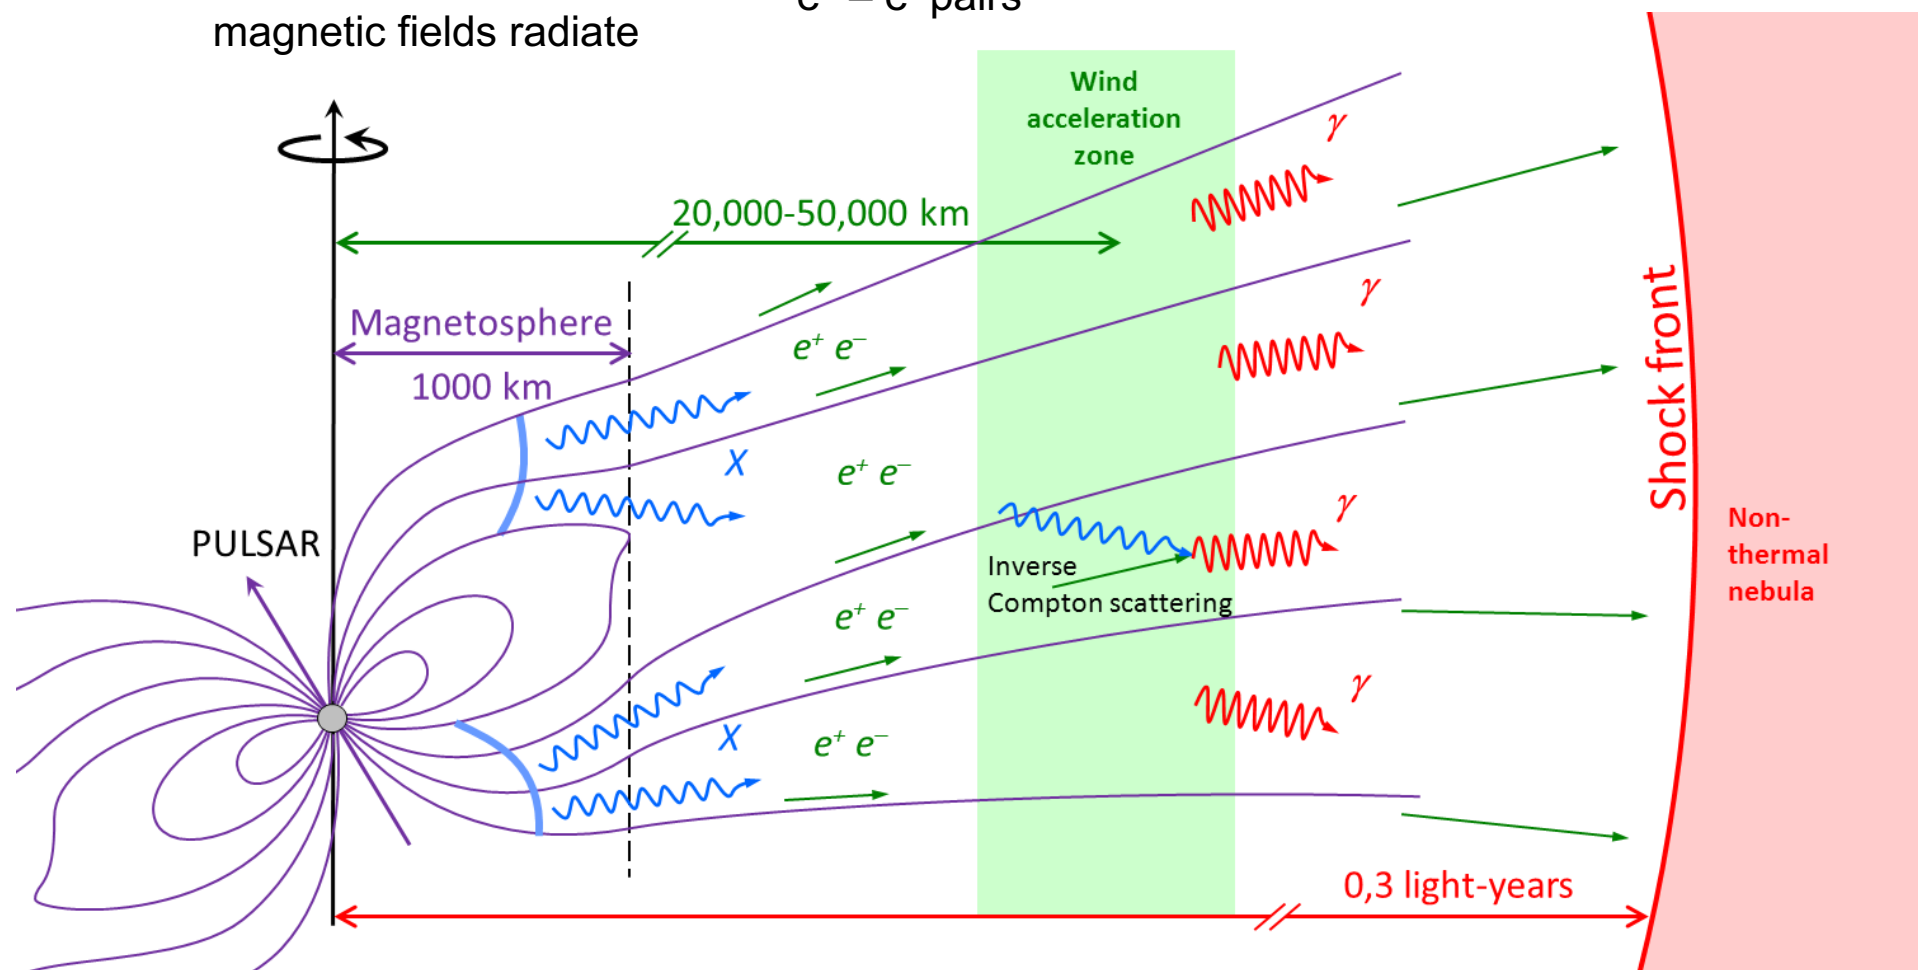 e⁺ – e⁻ pairs
magnetic fields radiate
Wind
acceleration
zone
γ
20,000-50,000 km
γ
Magnetosphere
1000 km
e⁺ e⁻
X
e⁺ e⁻
Shock front
PULSAR
γ
Inverse
Compton scattering
Non-
thermal
nebula
e⁺ e⁻
γ
X
e⁺ e⁻
0,3 light-years